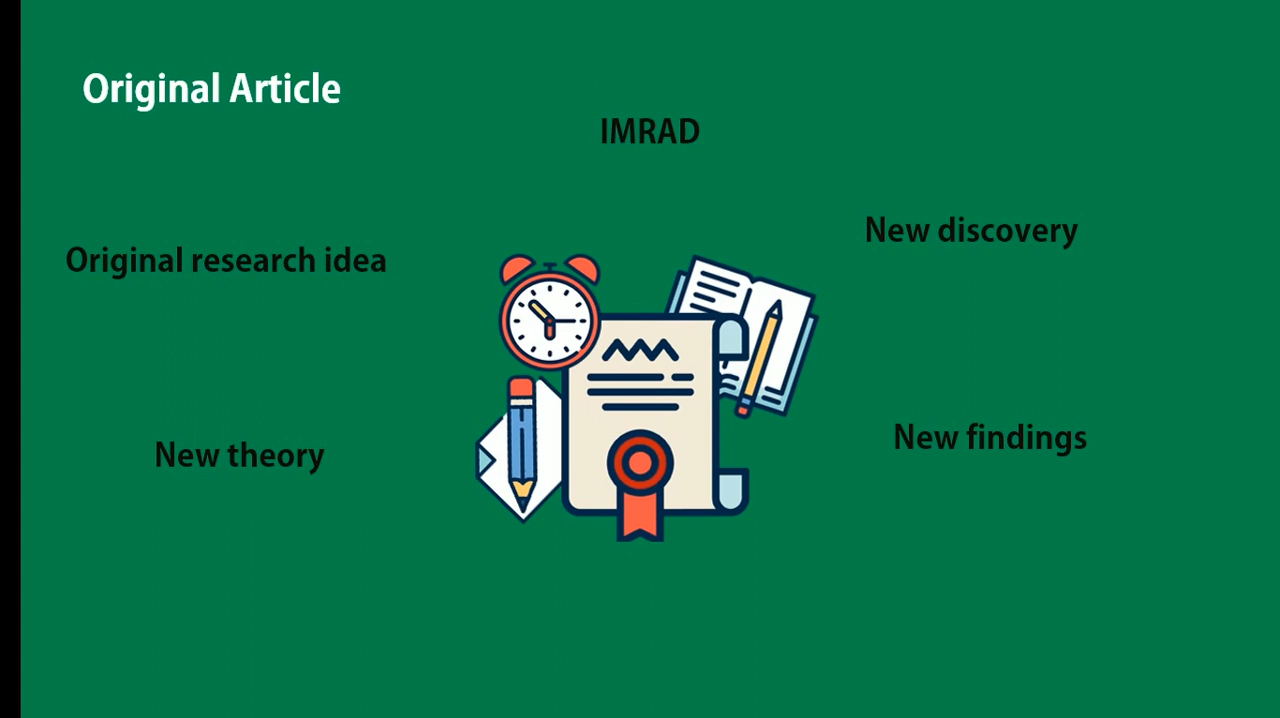 Original Article
IMRAD
New discovery
Original research idea
New findings
New theory